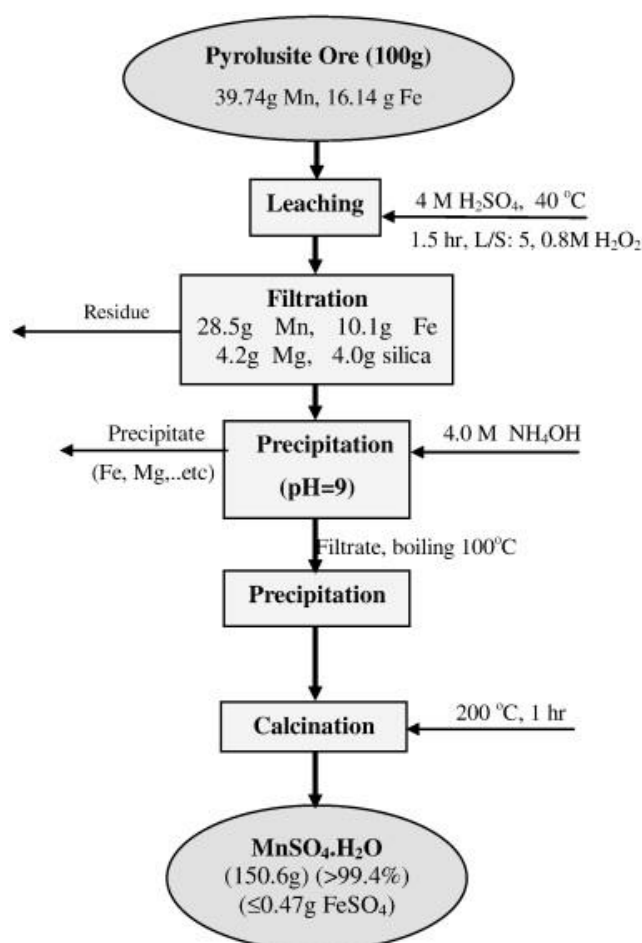 Pyrolusite Ore (100g)
39.74g Mn, 16.14 g Fe
Leaching
4 M H₂SO₄, 40 °C
1.5 hr, L/S: 5, 0.8M H₂O₂
Filtration
28.5g Mn, 10.1g Fe
4.2g Mg, 4.0g silica
Residue
Precipitation
(pH=9)
4.0 M NH₄OH
Precipitate
(Fe, Mg,..etc)
Filtrate, boiling 100°C
Precipitation
Calcination
200 °C, 1 hr
MnSO₄.H₂O
(150.6g) (>99.4%)
(≤0.47g FeSO₄)